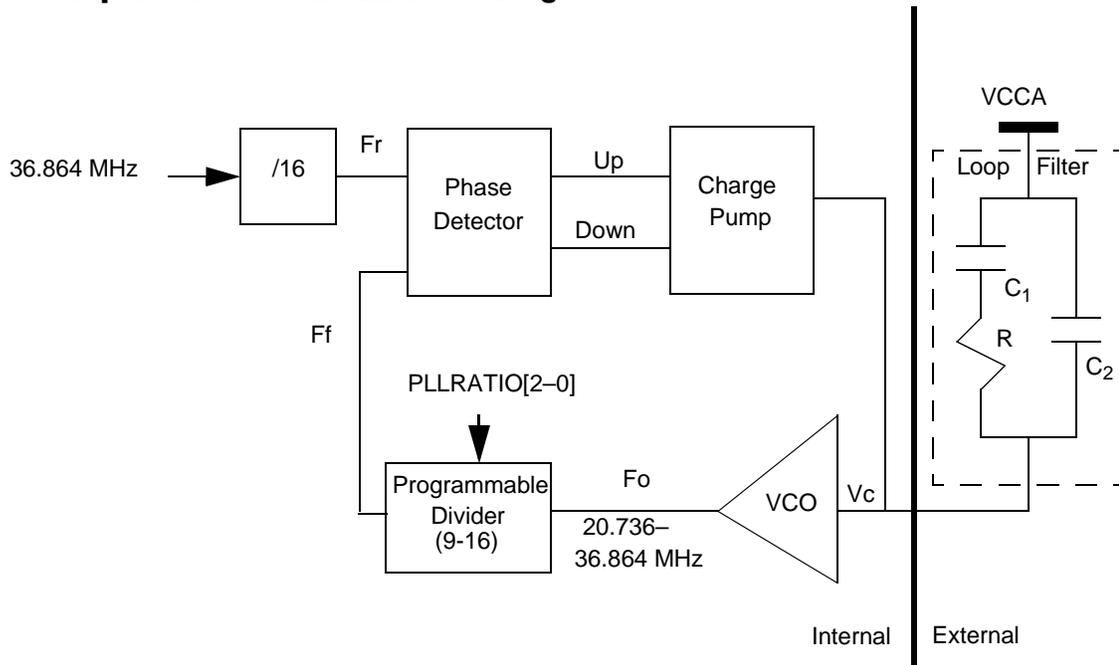 VCCA
Loop Filter
36.864 MHz
/16
Fr
Phase
Detector
Up
Down
Charge
Pump
C1
R
C2
Ff
PLLRATIO[2–0]
Programmable
Divider
(9-16)
Fo
20.736–
36.864 MHz
VCO
Vc
Internal
External